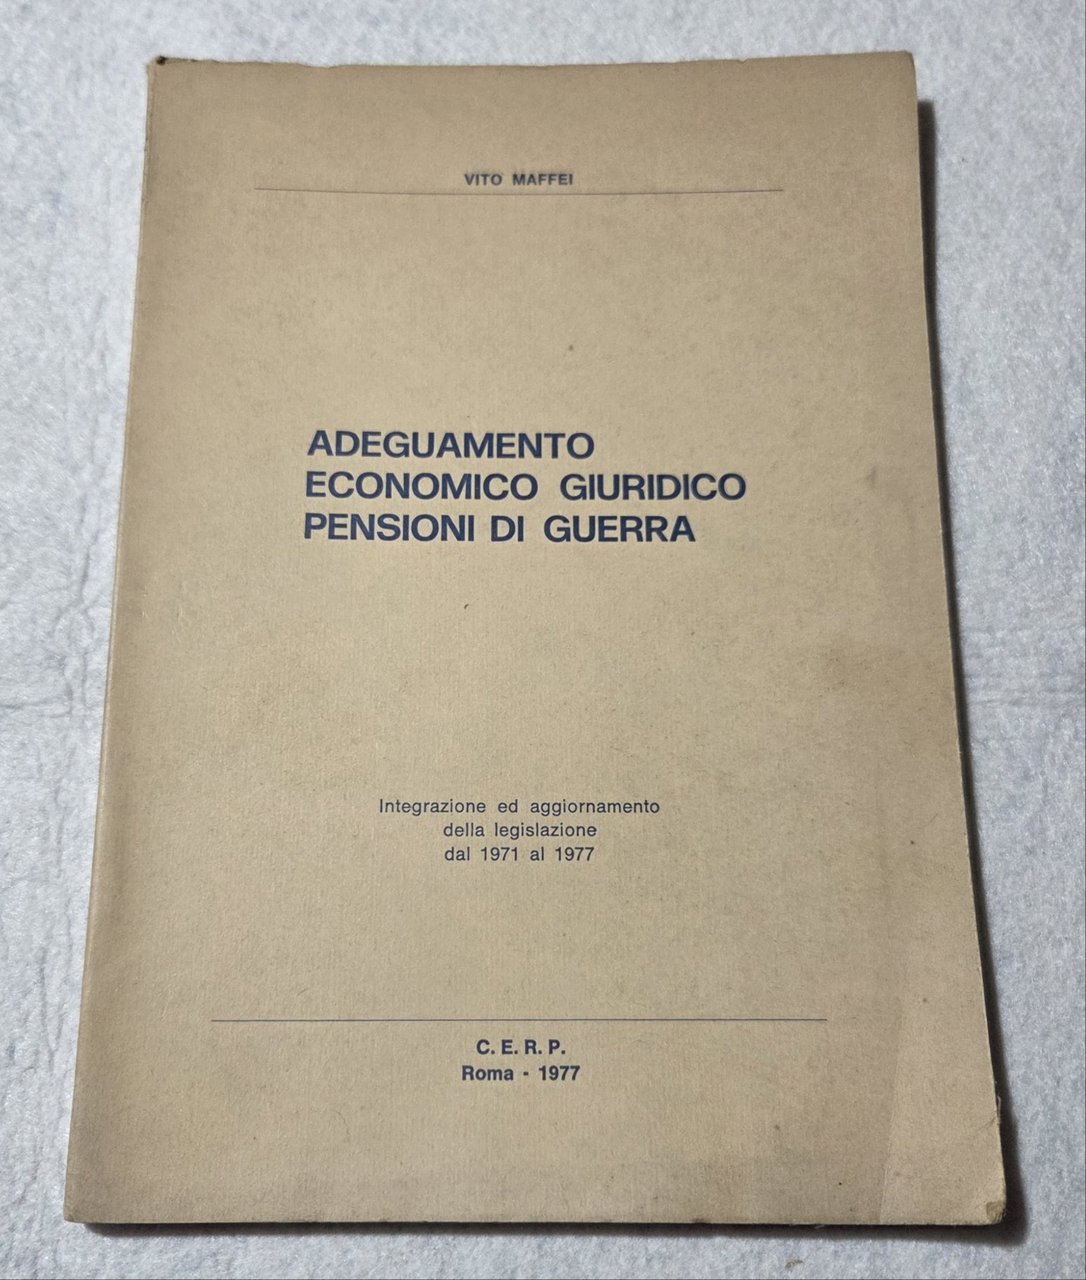 VITO MAFFEI
ADEGUAMENTO
ECONOMICO GIURIDICO
PENSIONI DI GUERRA
Integrazione ed aggiornamento
della legislazione
dal 1971 al 1977
C. E. R. P.
Roma - 1977